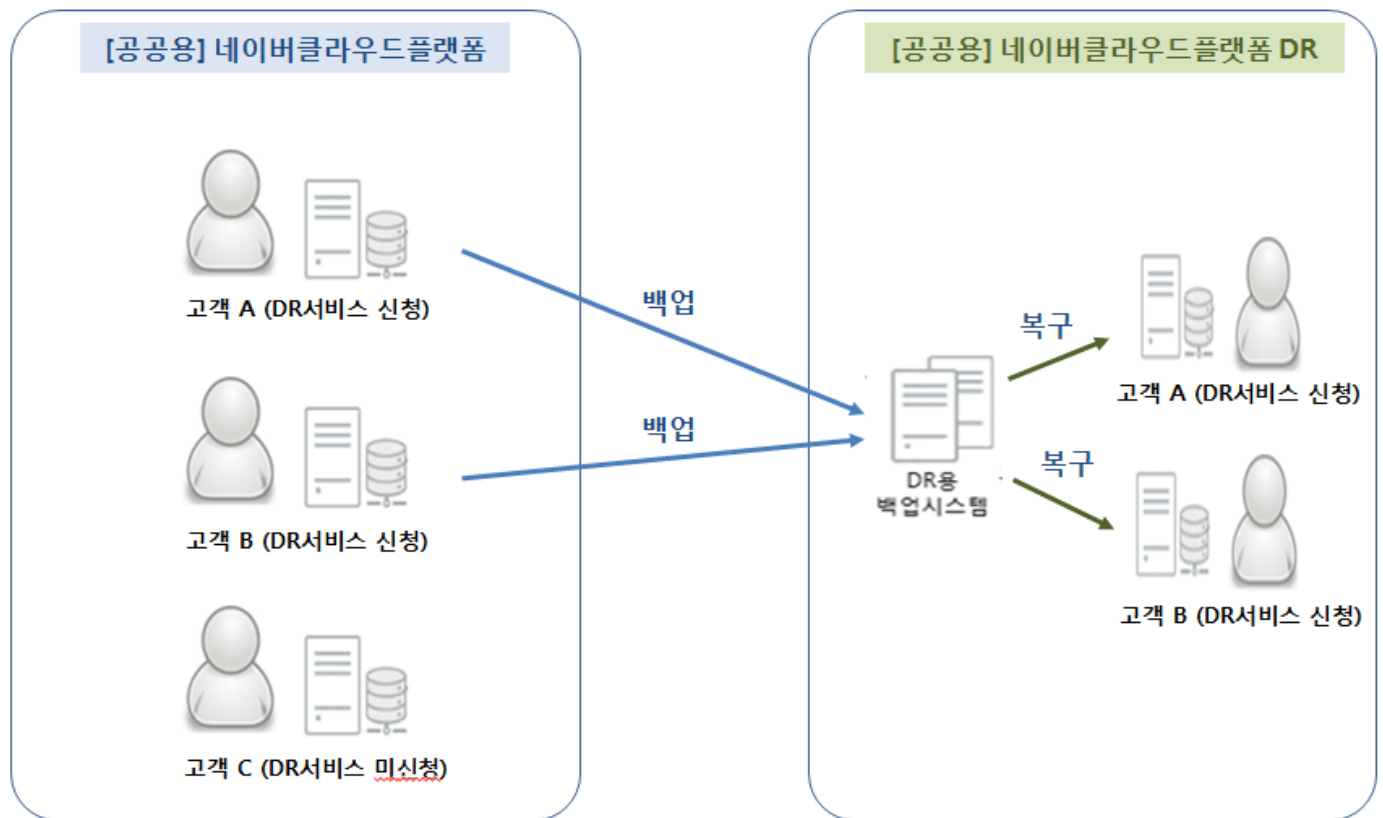 [공공용] 네이버클라우드플랫폼
[공공용] 네이버클라우드플랫폼 DR
고객 A (DR서비스 신청)
백업
복구
고객 A (DR서비스 신청)
백업
복구
DR용
백업시스템
고객 B (DR서비스 신청)
고객 B (DR서비스 신청)
고객 C (DR서비스 미신청)